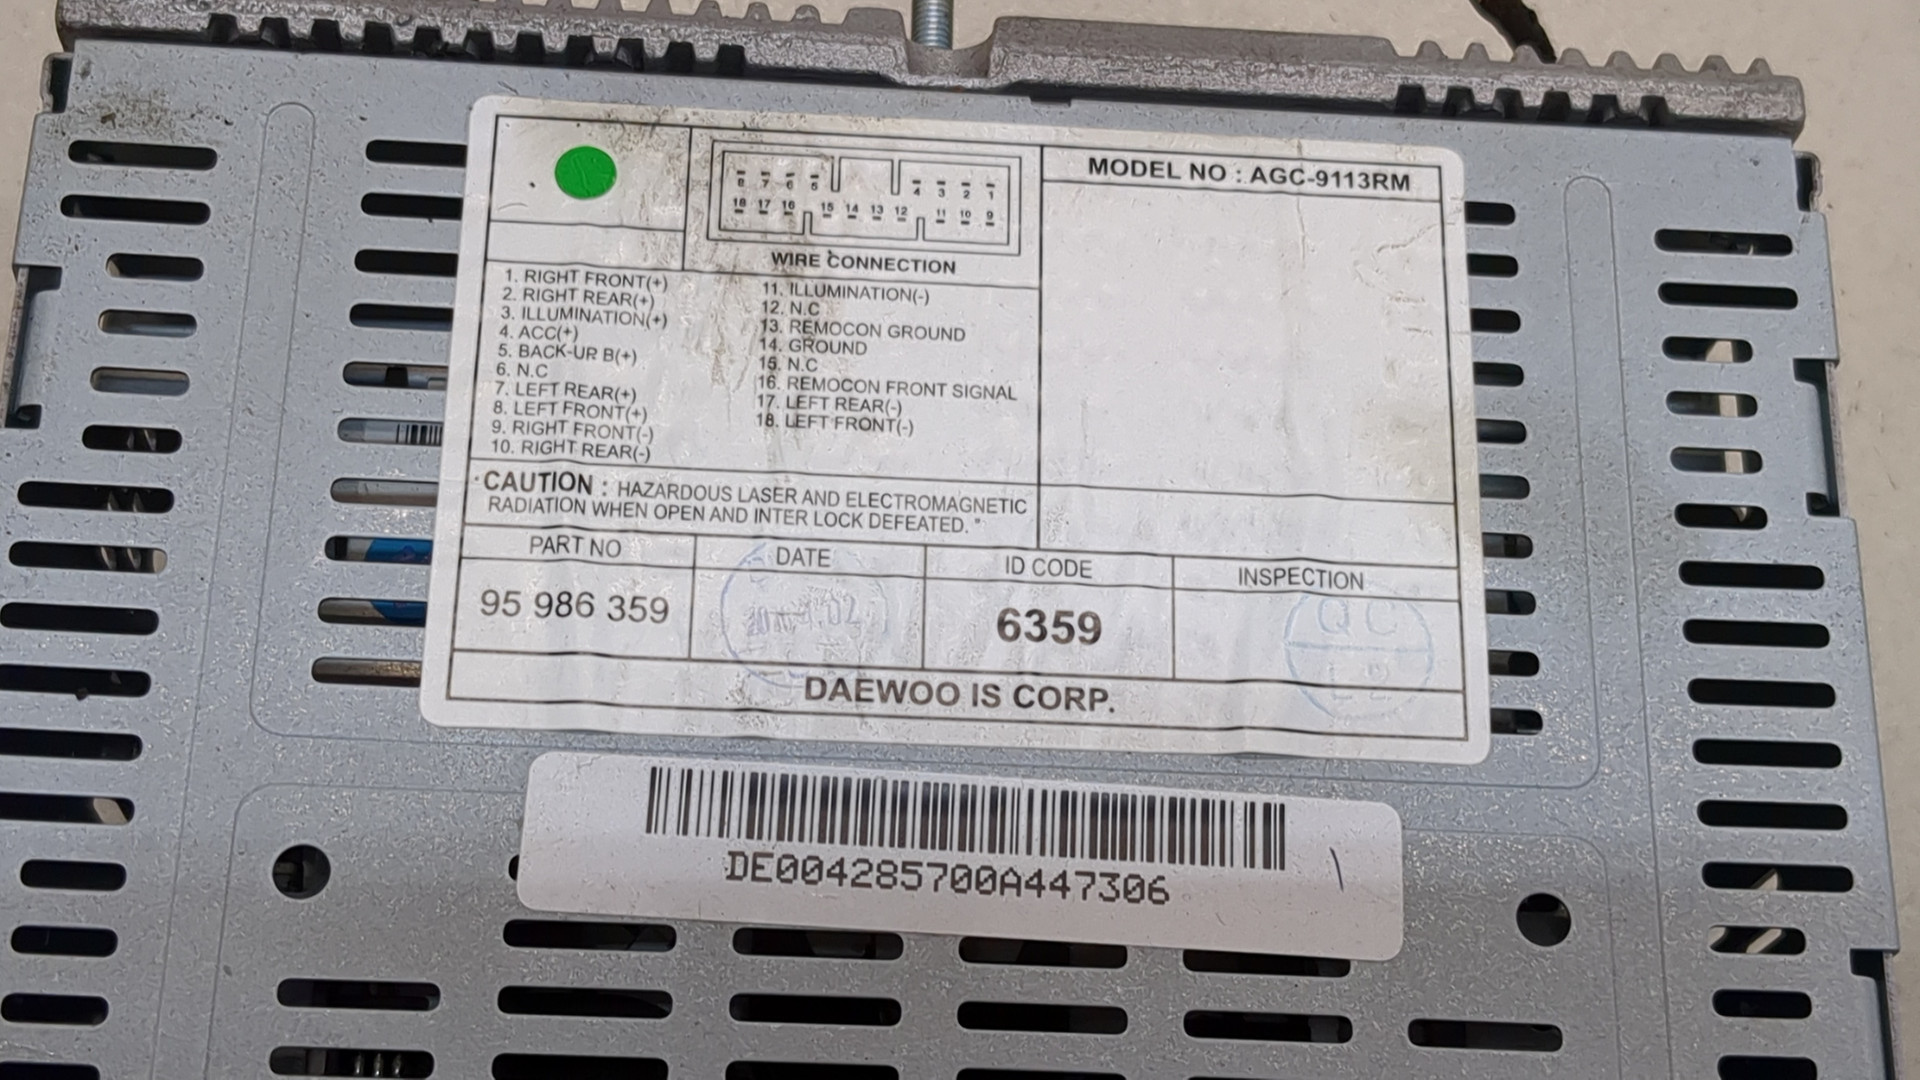 8 7 6 5 4 3 2 1
18 17 16 15 14 13 12 11 10 9
WIRE CONNECTION
MODEL NO : AGC-9113RM
1. RIGHT FRONT(+)
2. RIGHT REAR(+)
3. ILLUMINATION(+)
4. ACC(+)
5. BACK-UP B(+)
6. N.C
7. LEFT REAR(+)
8. LEFT FRONT(+)
9. RIGHT FRONT(-)
10. RIGHT REAR(-)
11. ILLUMINATION(-)
12. N.C
13. REMOCON GROUND
14. GROUND
15. N.C
16. REMOCON FRONT SIGNAL
17. LEFT REAR(-)
18. LEFT FRONT(-)
CAUTION : HAZARDOUS LASER AND ELECTROMAGNETIC
RADIATION WHEN OPEN AND INTER LOCK DEFEATED. "
PART NO DATE ID CODE INSPECTION
95 986 359 6359 QC
DAEWOO IS CORP.
DE004285700A447306